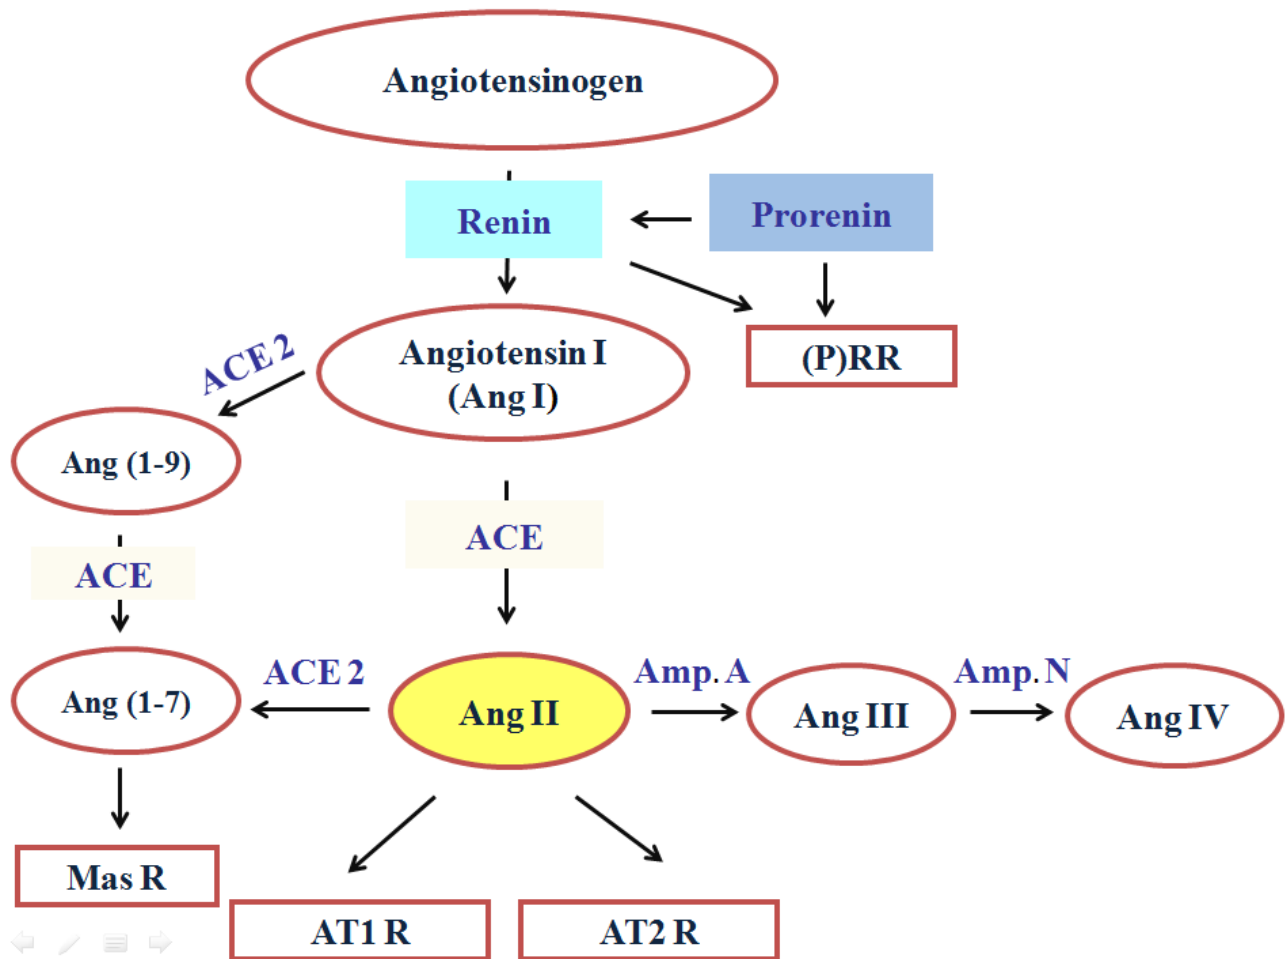 Angiotensinogen
Renin
Prorenin
ACE 2
Angiotensin I
(Ang I)
(P)RR
Ang (1-9)
ACE
ACE
Ang (1-7)
ACE 2
Ang II
Amp. A
Ang III
Amp. N
Ang IV
Mas R
AT1 R
AT2 R